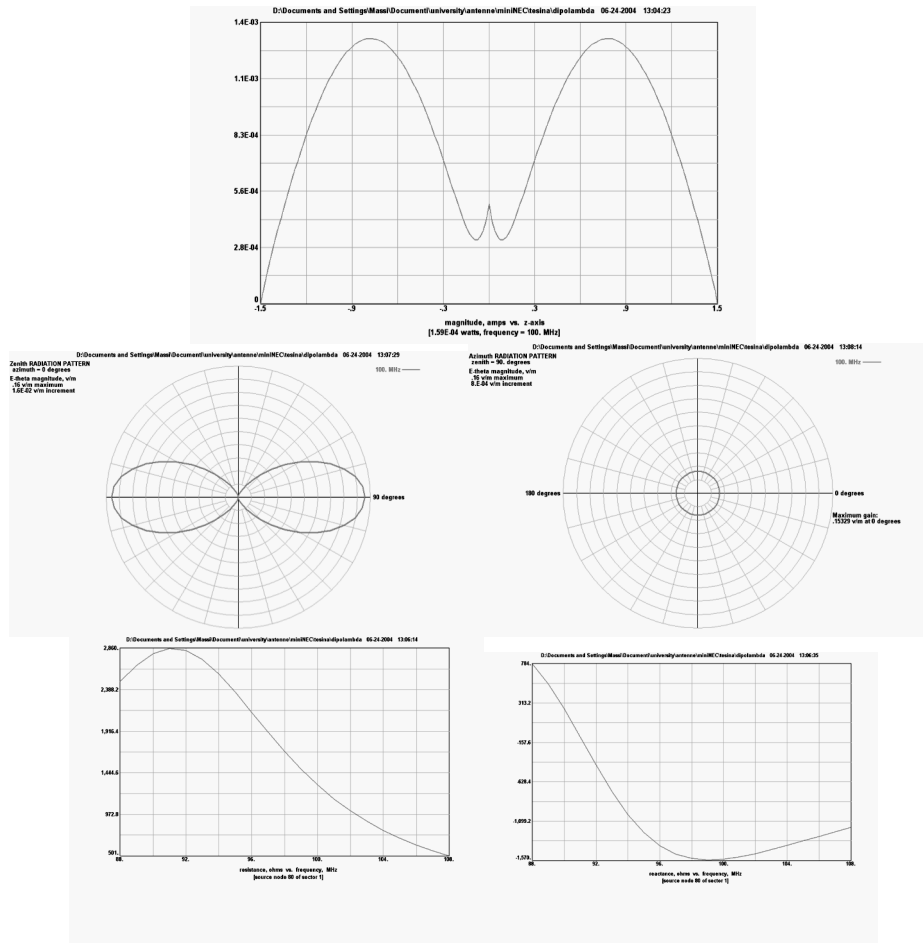 D:\Documents and Settings\Massi\Documenti\university\antenne\miniNEC\tesina\dipolambda 06-24-2004 13:04:23
1.4E-03
1.1E-03
8.3E-04
5.6E-04
2.8E-04
0
-1.5 -.9 -.3 .3 .9 1.5
magnitude, amps vs. z-axis
[1.59E-04 watts, frequency = 100. MHz]
D:\Documents and Settings\Massi\Documenti\university\antenne\miniNEC\tesina\dipolambda 06-24-2004 13:07:29
Zenith RADIATION PATTERN
azimuth = 0 degrees
E-theta magnitude, v/m
.16 v/m maximum
1.6E-02 v/m increment
100. MHz
90 degrees
D:\Documents and Settings\Massi\Documenti\university\antenne\miniNEC\tesina\dipolambda 06-24-2004 13:08:14
Azimuth RADIATION PATTERN
zenith = 90. degrees
E-theta magnitude, v/m
.16 v/m maximum
8.E-04 v/m increment
100. MHz
180 degrees
0 degrees
Maximum gain:
.15329 v/m at 0 degrees
D:\Documents and Settings\Massi\Documenti\university\antenne\miniNEC\tesina\dipolambda 06-24-2004 13:06:14
2,860.
2,388.2
1,916.4
1,444.6
972.8
501.
88. 92. 96. 100. 104. 108.
resistance, ohms vs. frequency, MHz
[source node 80 of sector 1]
D:\Documents and Settings\Massi\Documenti\university\antenne\miniNEC\tesina\dipolambda 06-24-2004 13:06:35
784.
313.2
-157.6
-628.4
-1,099.2
-1,570.
88. 92. 96. 100. 104. 108.
reactance, ohms vs. frequency, MHz
[source node 80 of sector 1]